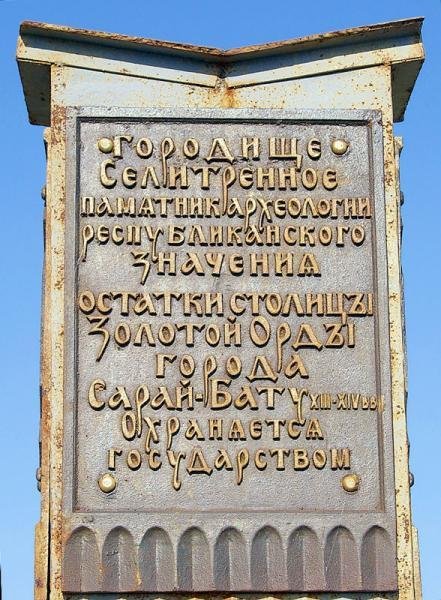 городище
Селитренное
памятник археологии
республиканского
значения
остатки столицы
Золотой Орды
города
Сарай-Бату XIII-XIV вв
Охраняется
государством